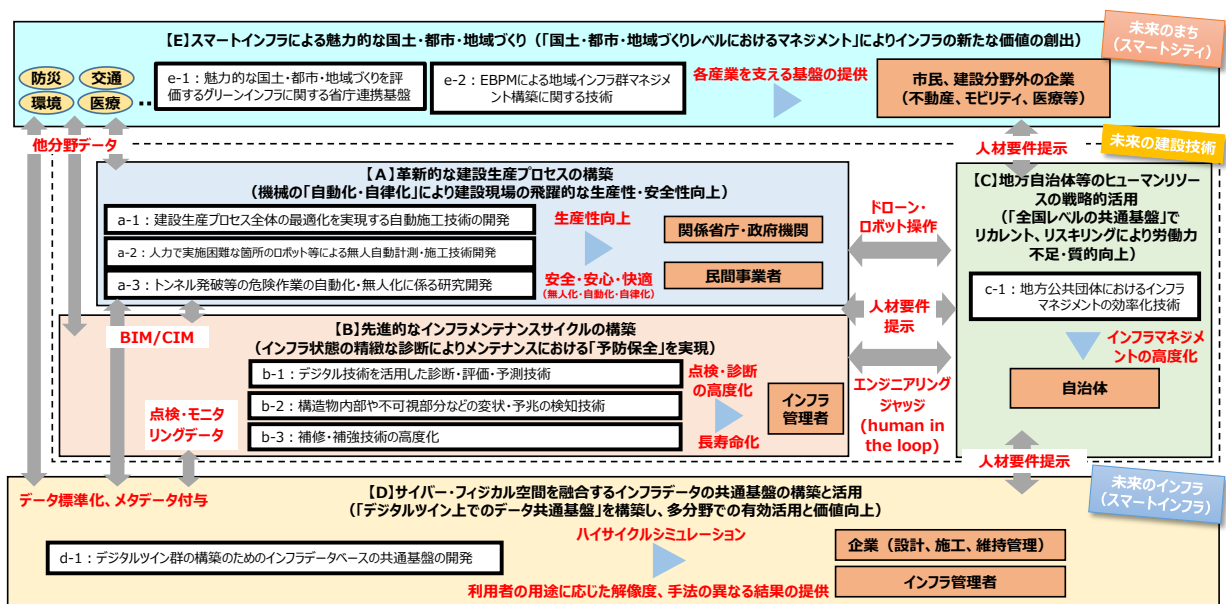 【E】スマートインフラによる魅力的な国土・都市・地域づくり（「国土・都市・地域づくりレベルにおけるマネジメント」によりインフラの新たな価値の創出）
未来のまち
（スマートシティ）
防災
交通
環境
医療
‥
e-1：魅力的な国土・都市・地域づくりを評
価するグリーンインフラに関する省庁連携基盤
e-2：EBPMによる地域インフラ群マネジメ
ント構築に関する技術
各産業を支える基盤の提供
市民、建設分野外の企業
（不動産、モビリティ、医療等）
他分野データ
人材要件提示
未来の建設技術
【A】革新的な建設生産プロセスの構築
（機械の「自動化・自律化」により建設現場の飛躍的な生産性・安全性向上）
a-1：建設生産プロセス全体の最適化を実現する自動施工技術の開発
a-2：人力で実施困難な箇所のロボット等による無人自動計測・施工技術開発
a-3：トンネル発破等の危険作業の自動化・無人化に係る研究開発
生産性向上
安全・安心・快適
（無人化・自動化・自律化）
関係省庁・政府機関
民間事業者
ドローン・
ロボット操作
【C】地方自治体等のヒューマンリソー
スの戦略的活用
（「全国レベルの共通基盤」で
リカレント、リスキリングにより労働力
不足・質的向上）
c-1：地方公共団体におけるインフラ
マネジメントの効率化技術
インフラマネジメ
ントの高度化
自治体
人材要件
提示
BIM/CIM
【B】先進的なインフラメンテナンスサイクルの構築
（インフラ状態の精緻な診断によりメンテナンスにおける「予防保全」を実現）
b-1：デジタル技術を活用した診断・評価・予測技術
b-2：構造物内部や不可視部分などの変状・予兆の検知技術
b-3：補修・補強技術の高度化
点検・診断
の高度化
長寿命化
インフラ
管理者
エンジニアリング
ジャッジ
(human in
the loop)
点検・モニタ
リングデータ
人材要件提示
未来のインフラ
（スマートインフラ）
データ標準化、メタデータ付与
【D】サイバー・フィジカル空間を融合するインフラデータの共通基盤の構築と活用
（「デジタルツイン上でのデータ共通基盤」を構築し、多分野での有効活用と価値向上）
d-1：デジタルツイン群の構築のためのインフラデータベースの共通基盤の開発
ハイサイクルシミュレーション
利用者の用途に応じた解像度、手法の異なる結果の提供
企業（設計、施工、維持管理）
インフラ管理者